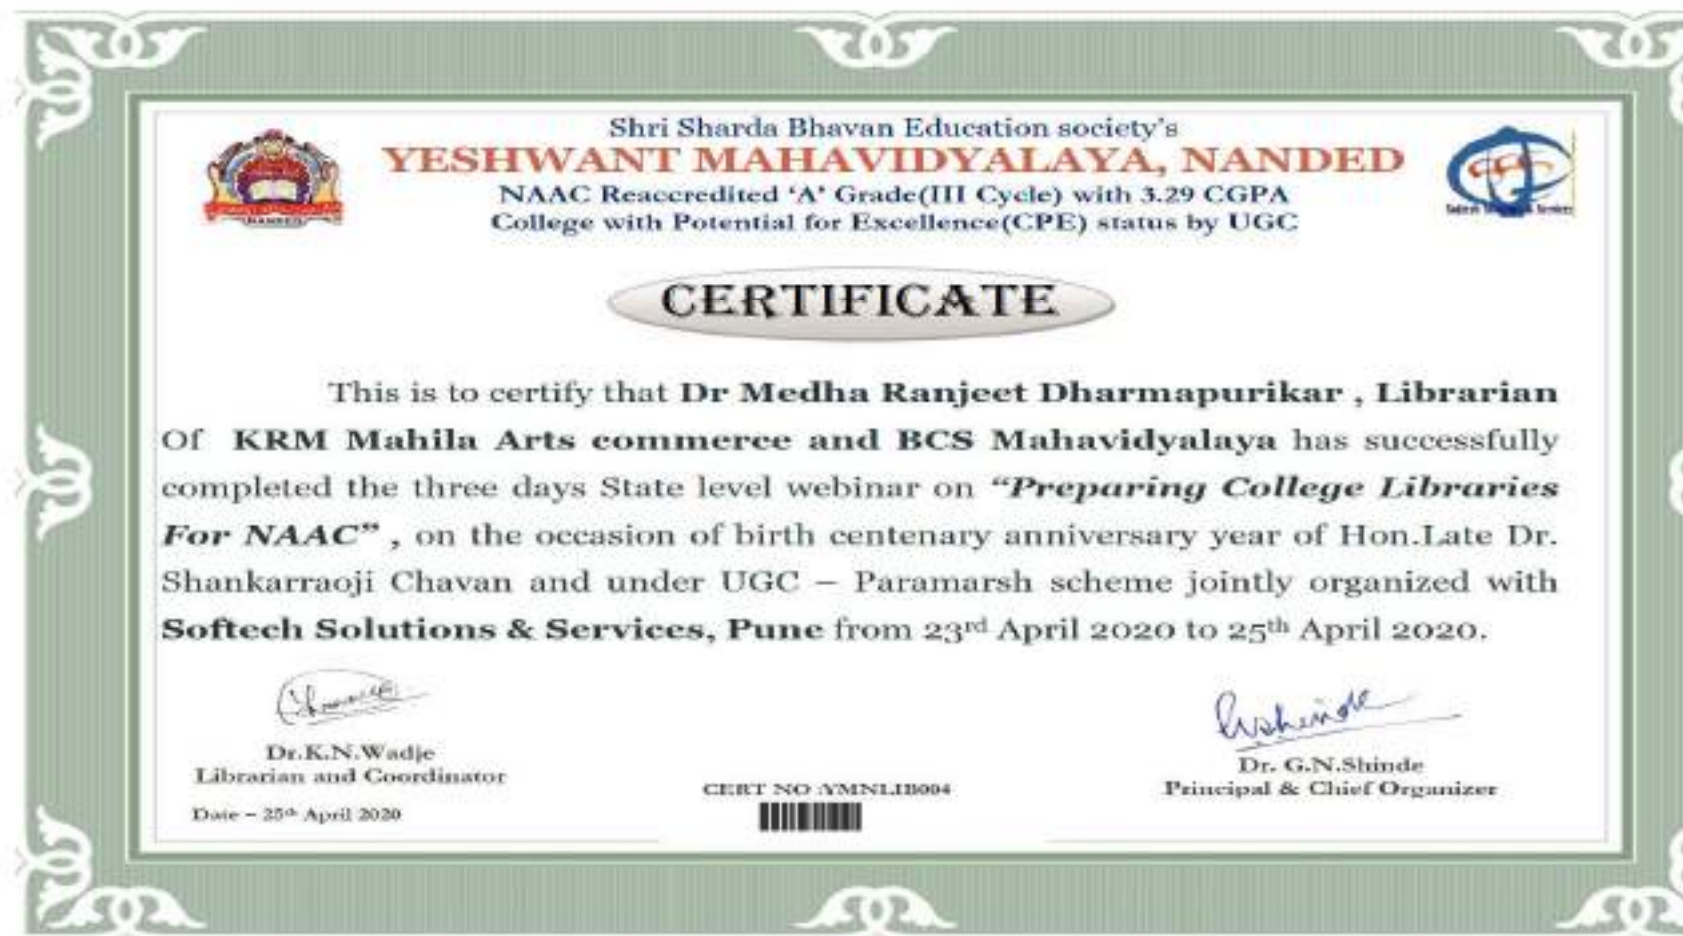 Shri Sharda Bhavan Education society's
YESHWANT MAHAVIDYALAYA, NANDED
NAAC Reaccredited 'A' Grade(III Cycle) with 3.29 CGPA
College with Potential for Excellence(CPE) status by UGC
NANDED
CERTIFICATE
This is to certify that Dr Medha Ranjeet Dharmapurikar , Librarian
Of KRM Mahila Arts commerce and BCS Mahavidyalaya has successfully
completed the three days State level webinar on "Preparing College Libraries
For NAAC" , on the occasion of birth centenary anniversary year of Hon.Late Dr.
Shankarraoji Chavan and under UGC – Paramarsh scheme jointly organized with
Softech Solutions & Services, Pune from 23rd April 2020 to 25th April 2020.
Dr.K.N.Wadje
Librarian and Coordinator
Date – 25th April 2020
CERT NO :YMNLIB004
Dr. G.N.Shinde
Principal & Chief Organizer